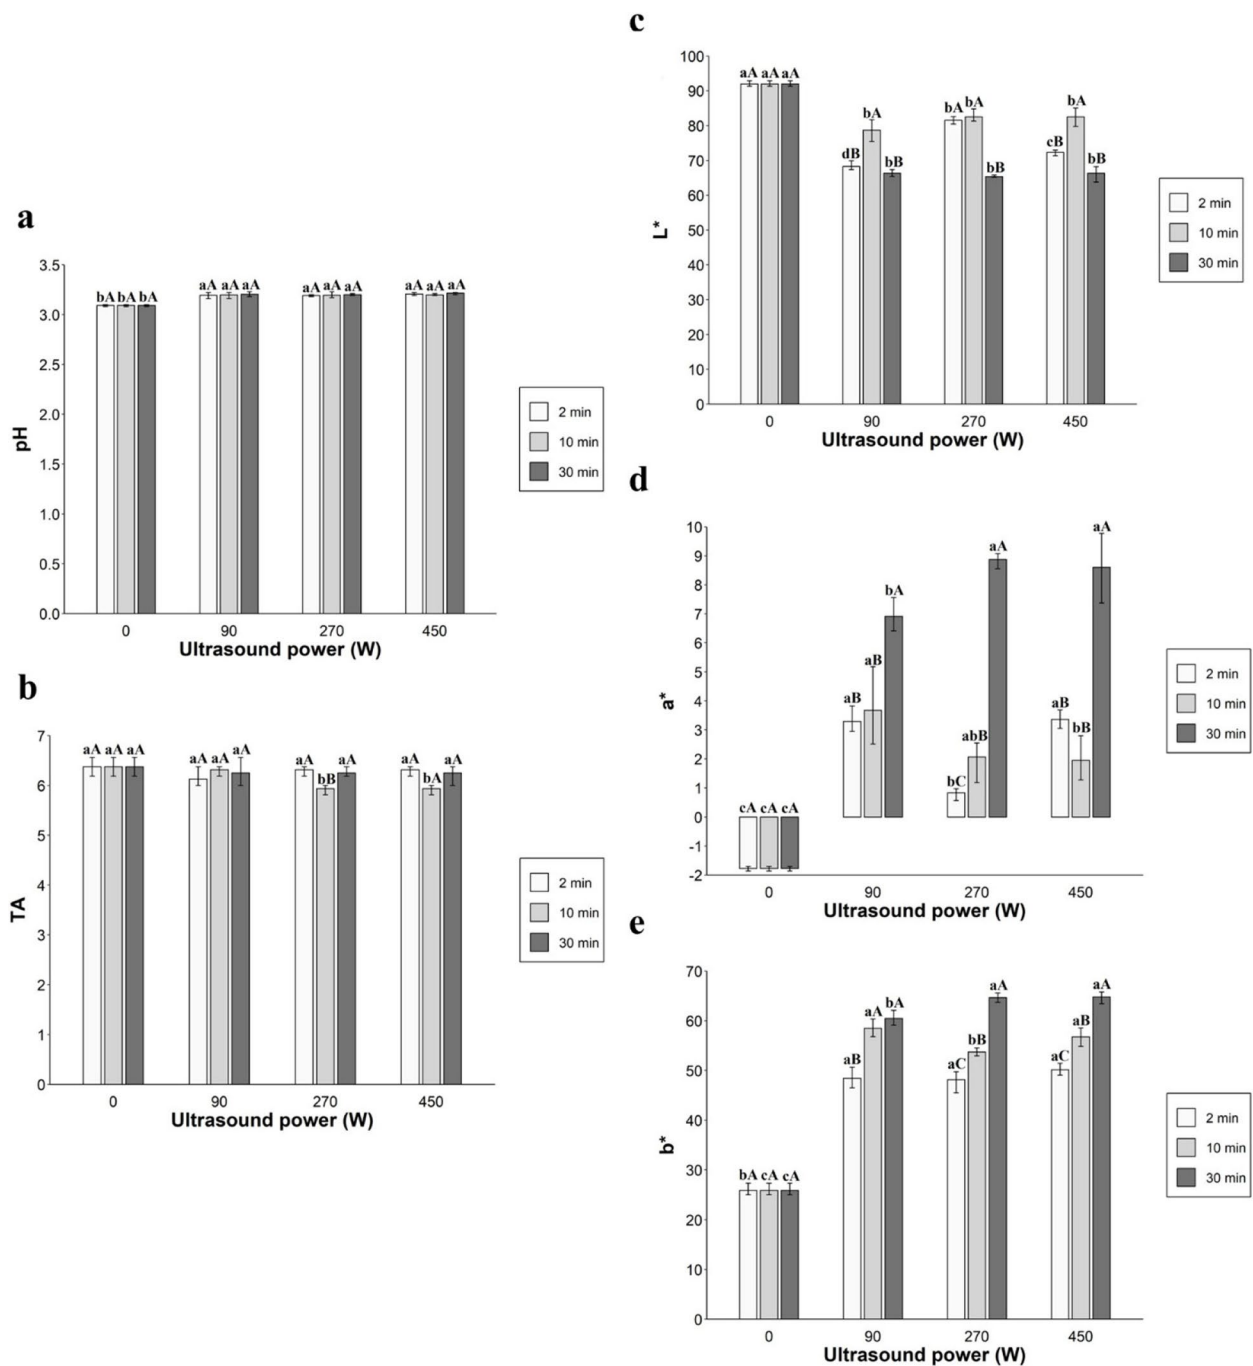 a
3.5
3.0
2.5
2.0
1.5
1.0
0.5
0.0
pH
bA bA bA
aA aA aA
aA aA aA
aA aA aA
0 90 270 450
Ultrasound power (W)
2 min
10 min
30 min
b
7
6
5
4
3
2
1
0
TA
aA aA aA
aA aA aA
aA bB aA
aA bA aA
0 90 270 450
Ultrasound power (W)
2 min
10 min
30 min
c
100
90
80
70
60
50
40
30
20
10
0
L*
aA aA aA
dB bA bB
bA bA bB
cB bA bB
0 90 270 450
Ultrasound power (W)
2 min
10 min
30 min
d
10
9
8
7
6
5
4
3
2
1
0
-1
-2
a*
cA cA cA
aB aB bA
bC abB aA
aB bB aA
0 90 270 450
Ultrasound power (W)
2 min
10 min
30 min
e
70
60
50
40
30
20
10
0
b*
bA cA cA
aB aA bA
aC bB aA
aC aB aA
0 90 270 450
Ultrasound power (W)
2 min
10 min
30 min